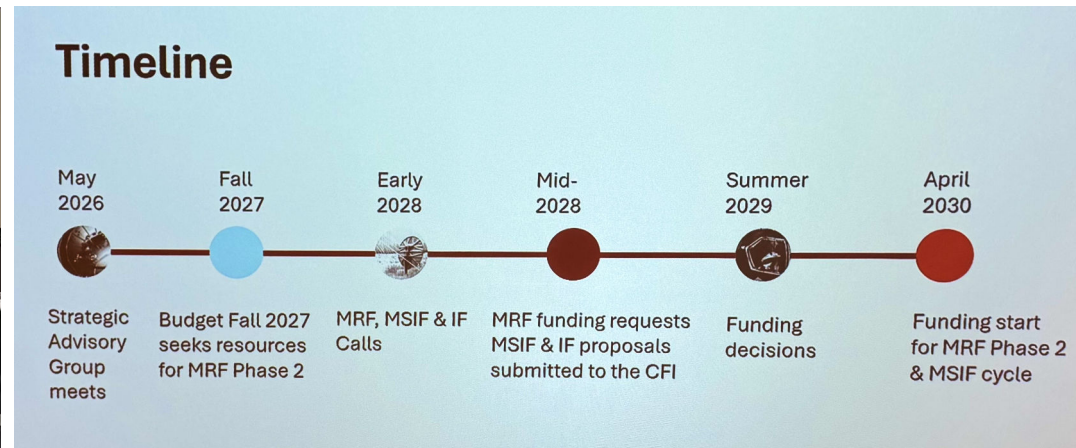 Timeline
May
2026
Fall
2027
Early
2028
Mid-
2028
Summer
2029
April
2030
Strategic
Advisory
Group
meets
Budget Fall 2027
seeks resources
for MRF Phase 2
MRF, MSIF & IF
Calls
MRF funding requests
MSIF & IF proposals
submitted to the CFI
Funding
decisions
Funding start
for MRF Phase 2
& MSIF cycle